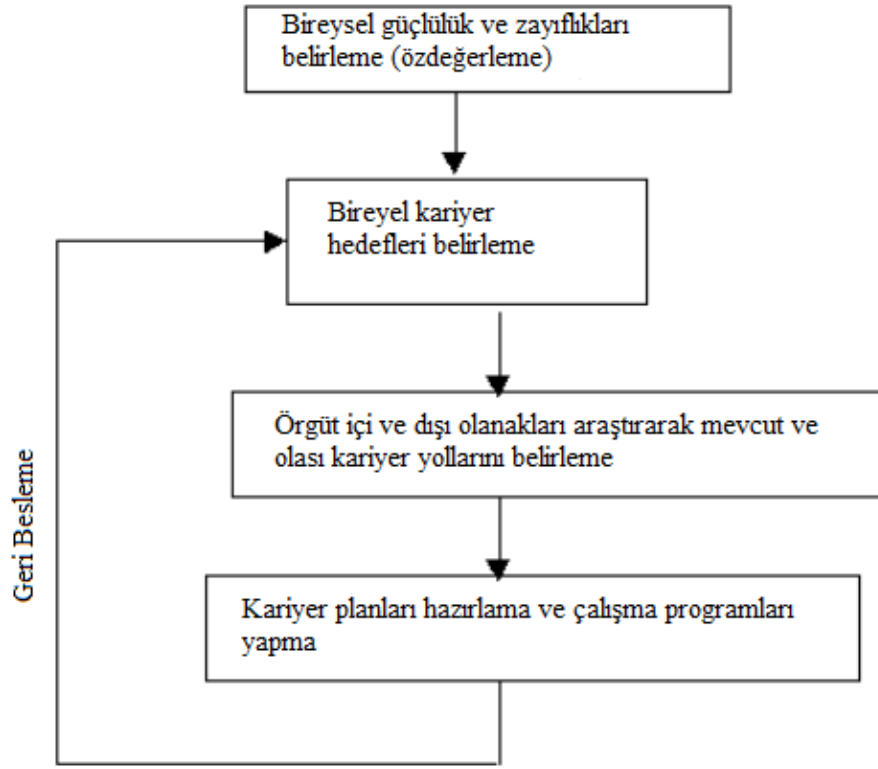 Bireysel güçlülük ve zayıflıkları
belirleme (özdeğerleme)
Bireyel kariyer
hedefleri belirleme
Örgüt içi ve dışı olanakları araştırarak mevcut ve
olası kariyer yollarını belirleme
Kariyer planları hazırlama ve çalışma programları
yapma
Geri Besleme